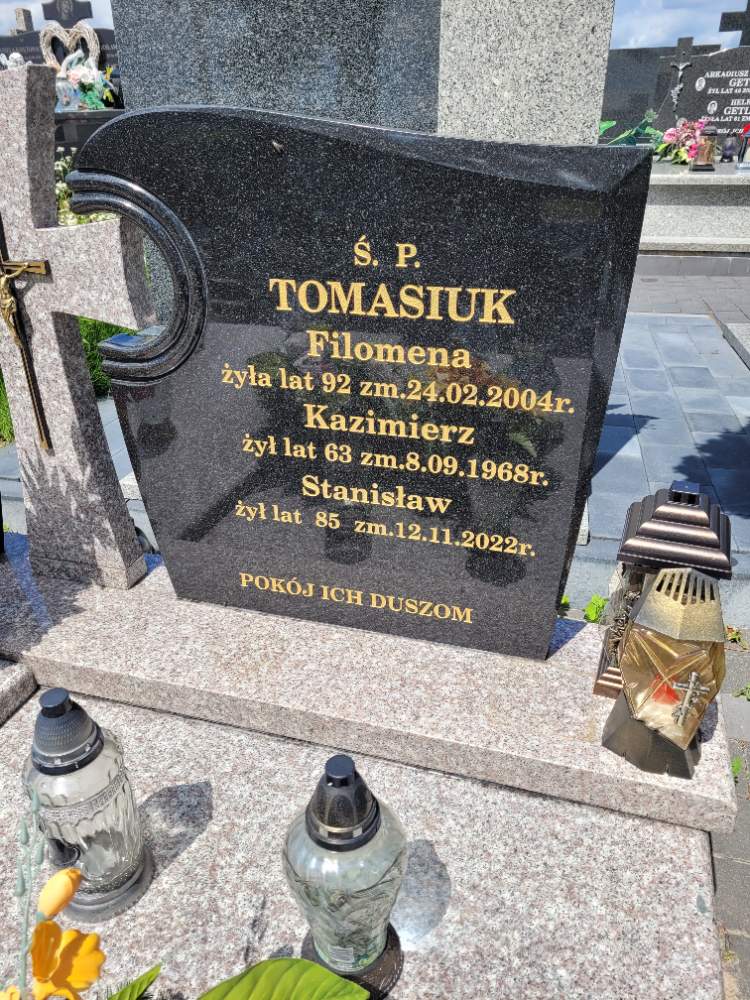 Ś. P.
TOMASIUK
Filomena
żyła lat 92 zm.24.02.2004r.
Kazimierz
żył lat 63 zm.8.09.1968r.
Stanisław
żył lat 85 zm.12.11.2022r.
POKÓJ ICH DUSZOM
ARKADIUSZ